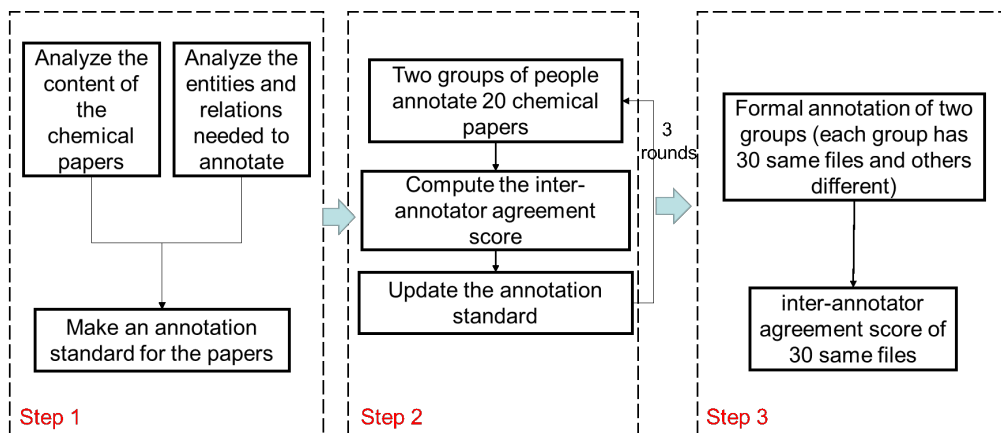 Analyze the
content of
the
chemical
papers
Analyze the
entities and
relations
needed to
annotate
Make an annotation
standard for the papers
Step 1
Two groups of people
annotate 20 chemical
papers
3
rounds
Compute the inter-
annotator agreement
score
Update the annotation
standard
Step 2
Formal annotation of two
groups (each group has
30 same files and others
different)
inter-annotator
agreement score of
30 same files
Step 3